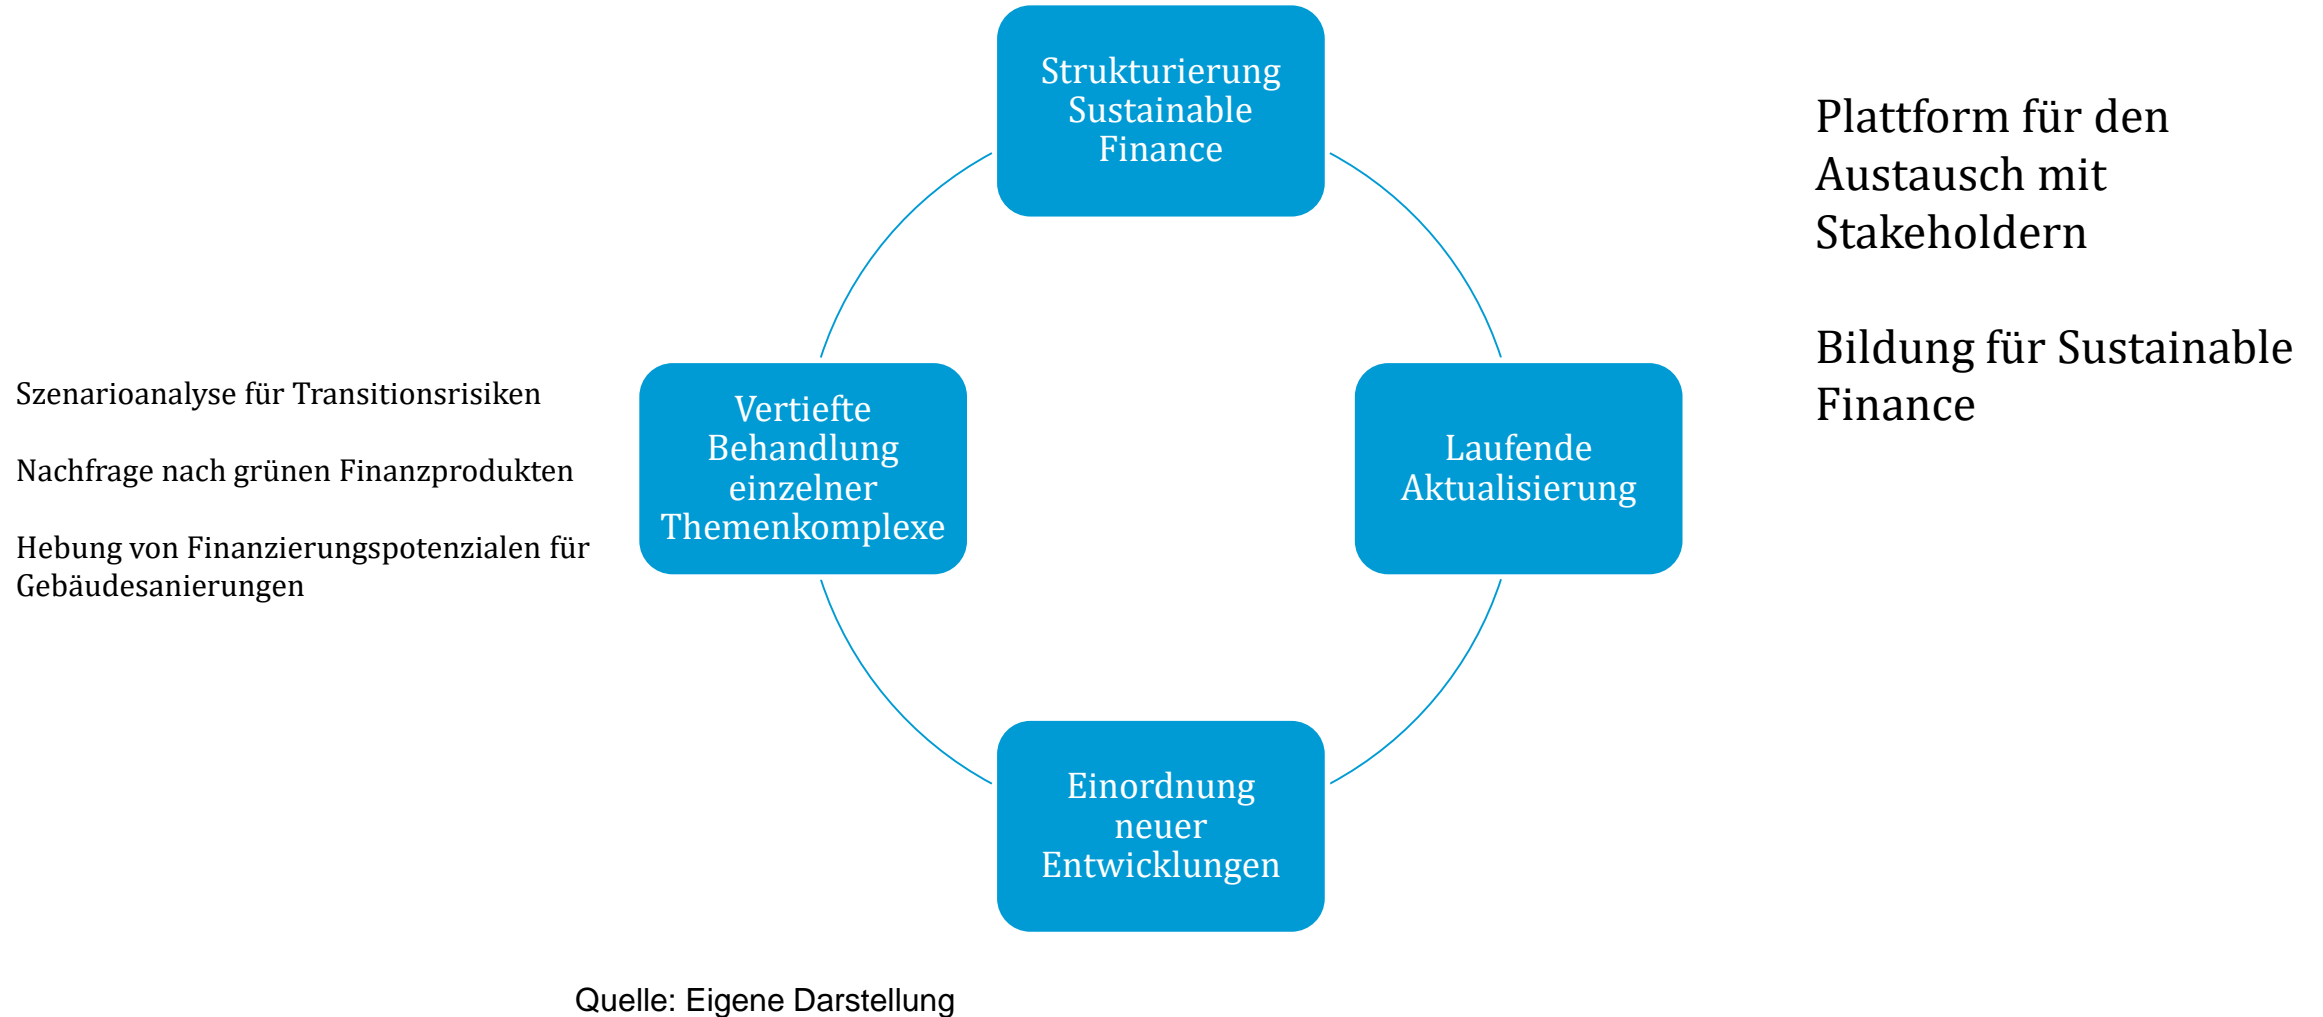 Strukturierung
Sustainable
Finance
Plattform für den
Austausch mit
Stakeholdern
Bildung für Sustainable
Finance
Szenarioanalyse für Transitionsrisiken
Nachfrage nach grünen Finanzprodukten
Hebung von Finanzierungspotenzialen für
Gebäudesanierungen
Vertiefte
Behandlung
einzelner
Themenkomplexe
Laufende
Aktualisierung
Einordnung
neuer
Entwicklungen
Quelle: Eigene Darstellung